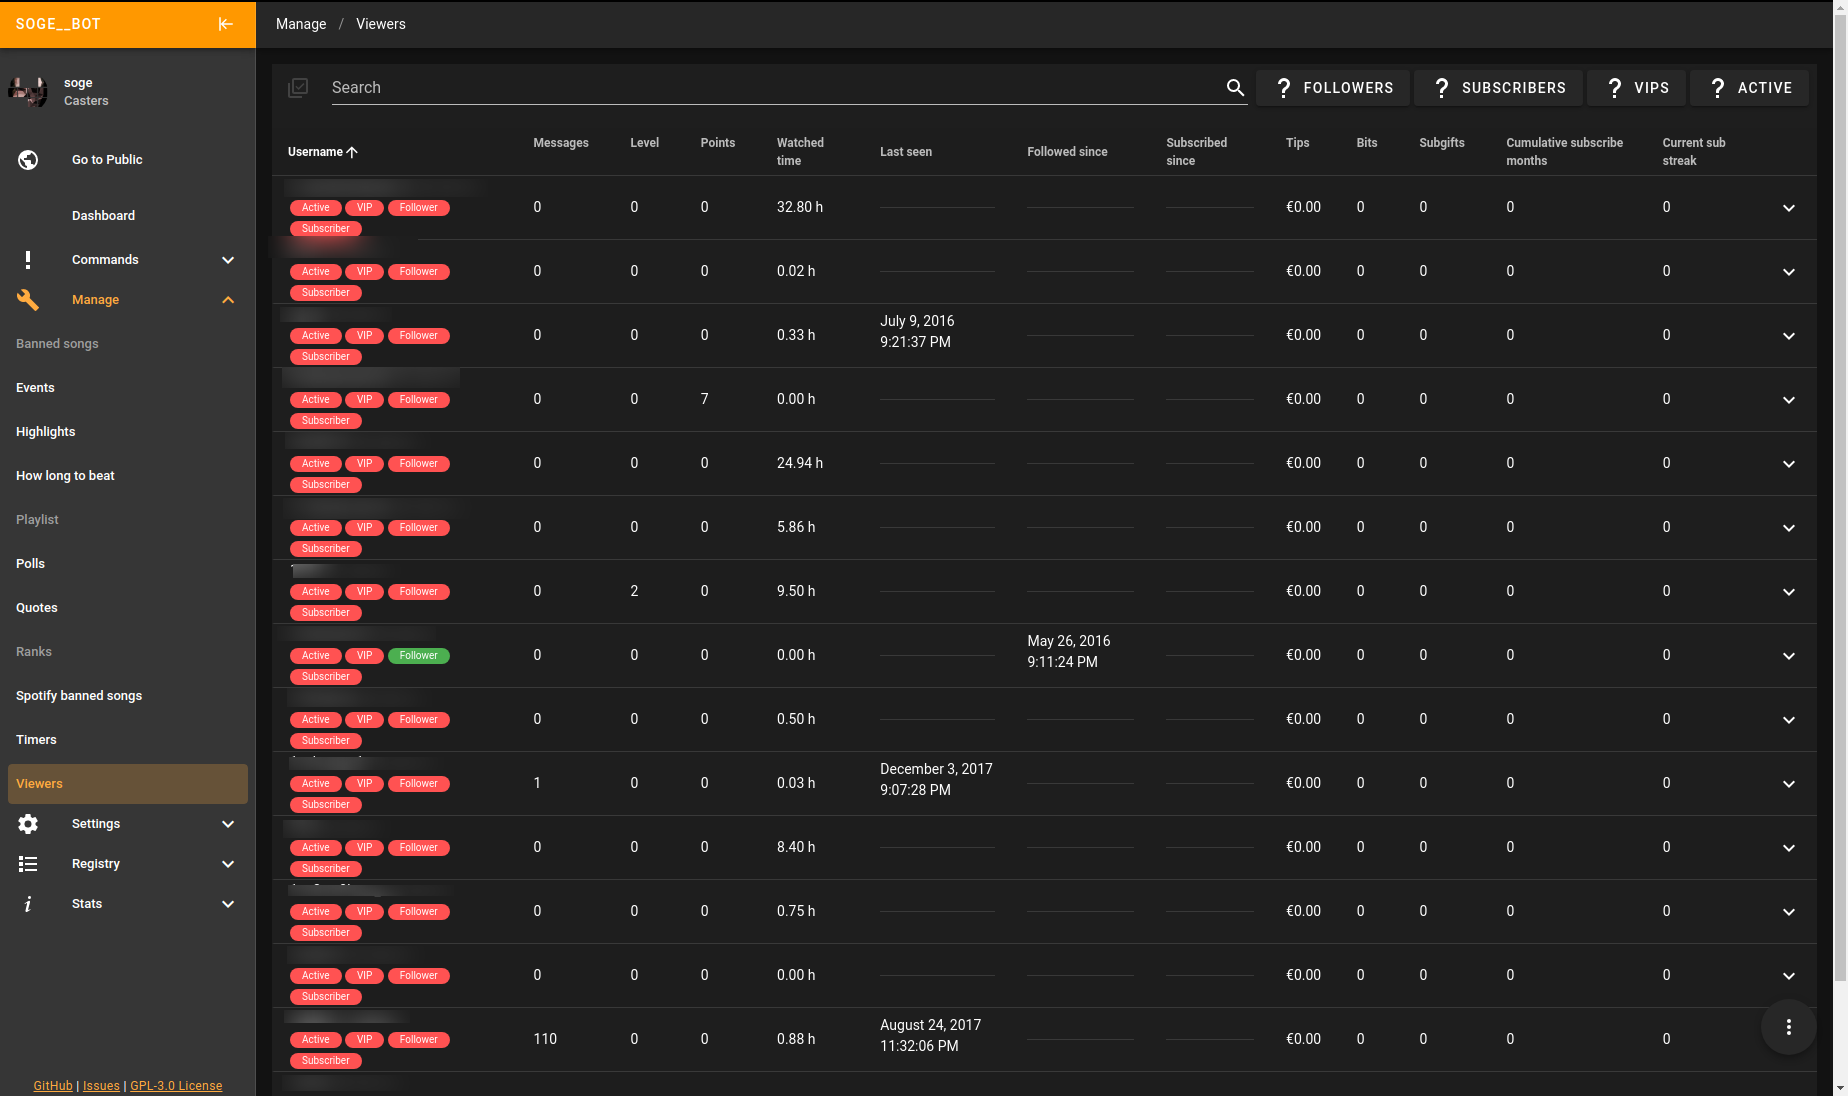 SOGE__BOT
Manage / Viewers
soge
Casters
Go to Public
Dashboard
Commands
Manage
Banned songs
Events
Highlights
How long to beat
Playlist
Polls
Quotes
Ranks
Spotify banned songs
Timers
Viewers
Settings
Registry
Stats
GitHub | Issues | GPL-3.0 License
Search ? FOLLOWERS ? SUBSCRIBERS ? VIPS ? ACTIVE
Username Messages Level Points Watched time Last seen Followed since Subscribed since Tips Bits Subgifts Cumulative subscribe months Current sub streak
Active VIP Follower 0 0 0 32.80 h €0.00 0 0 0 0
Subscriber
Active VIP Follower 0 0 0 0.02 h €0.00 0 0 0 0
Subscriber
Active VIP Follower 0 0 0 0.33 h July 9, 2016 9:21:37 PM €0.00 0 0 0 0
Subscriber
Active VIP Follower 0 0 7 0.00 h €0.00 0 0 0 0
Subscriber
Active VIP Follower 0 0 0 24.94 h €0.00 0 0 0 0
Subscriber
Active VIP Follower 0 0 0 5.86 h €0.00 0 0 0 0
Subscriber
Active VIP Follower 0 2 0 9.50 h €0.00 0 0 0 0
Subscriber
Active VIP Follower 0 0 0 0.00 h May 26, 2016 9:11:24 PM €0.00 0 0 0 0
Subscriber
Active VIP Follower 0 0 0 0.50 h €0.00 0 0 0 0
Subscriber
Active VIP Follower 1 0 0 0.03 h December 3, 2017 9:07:28 PM €0.00 0 0 0 0
Subscriber
Active VIP Follower 0 0 0 8.40 h €0.00 0 0 0 0
Subscriber
Active VIP Follower 0 0 0 0.75 h €0.00 0 0 0 0
Subscriber
Active VIP Follower 0 0 0 0.00 h €0.00 0 0 0 0
Subscriber
Active VIP Follower 110 0 0 0.88 h August 24, 2017 11:32:06 PM €0.00 0 0 0 0
Subscriber